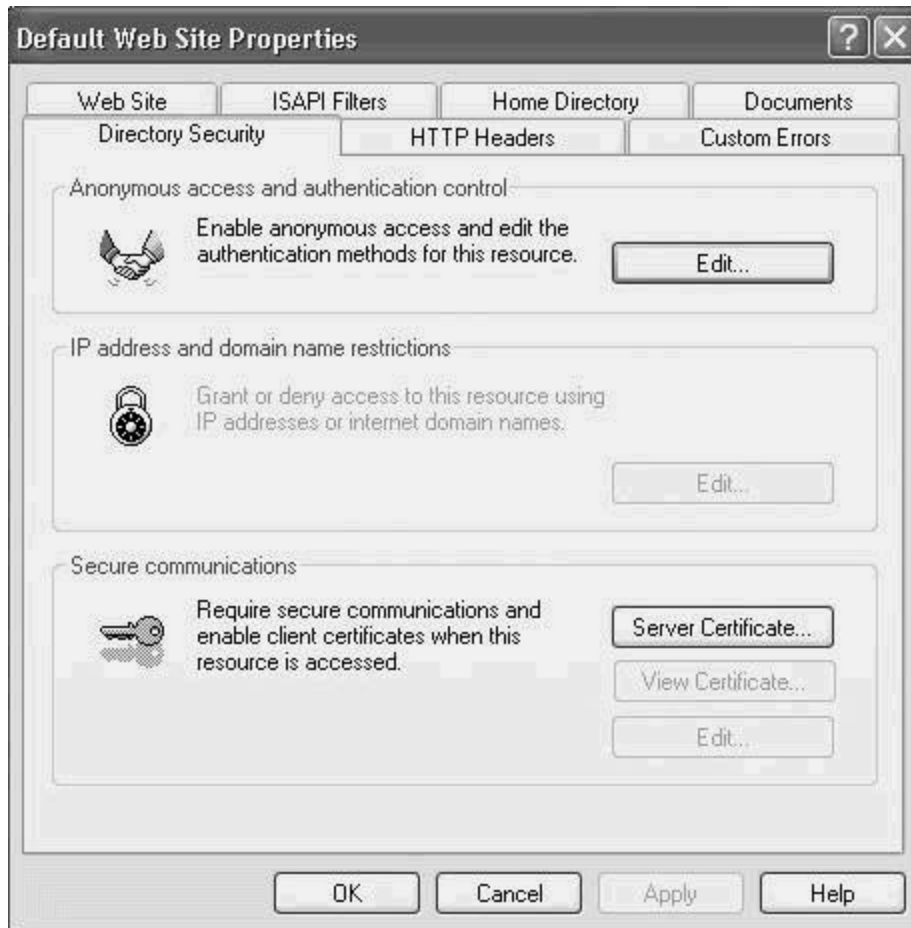 Default Web Site Properties
Web Site
ISAPI Filters
Home Directory
Documents
Directory Security
HTTP Headers
Custom Errors
Anonymous access and authentication control
Enable anonymous access and edit the
authentication methods for this resource.
Edit...
IP address and domain name restrictions
Grant or deny access to this resource using
IP addresses or internet domain names.
Edit...
Secure communications
Require secure communications and
enable client certificates when this
resource is accessed.
Server Certificate...
View Certificate...
Edit...
OK
Cancel
Apply
Help